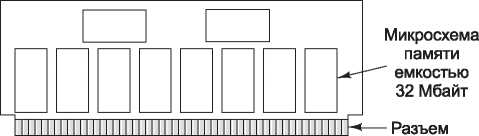 Микросхема
памяти
емкостью
32 Мбайт
Разъем